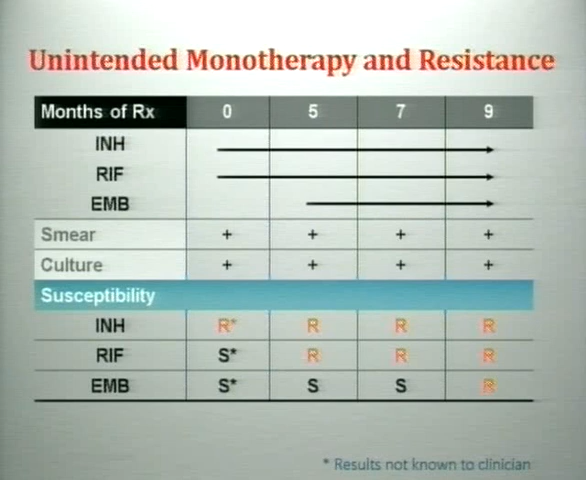 Unintended Monotherapy and Resistance
Months of Rx 0 5 7 9
INH
RIF
EMB
Smear + + + +
Culture + + + +
Susceptibility
INH R* R R R
RIF S* R R R
EMB S* S S R
* Results not known to clinician